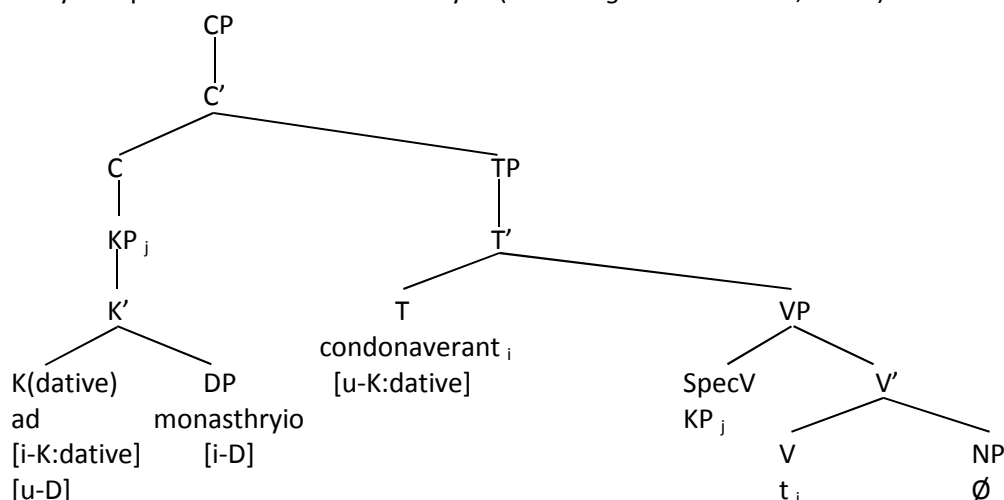 CP
C'
C TP
KP j T'
K' T VP
condonaverant i
K(dative) DP [u-K:dative] SpecV V'
ad monasthryio KP j
[i-K:dative] [i-D] V NP
[u-D] t i Ø